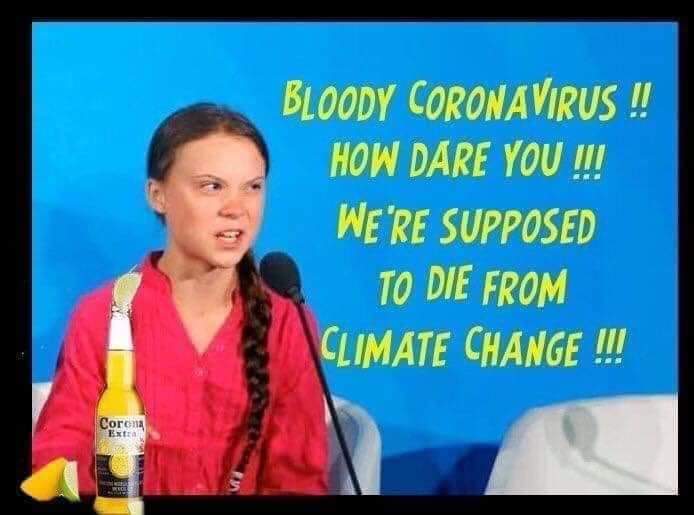 BLOODY CORONAVIRUS !!
HOW DARE YOU !!!
WE'RE SUPPOSED
TO DIE FROM
CLIMATE CHANGE !!!
Corona
Extra